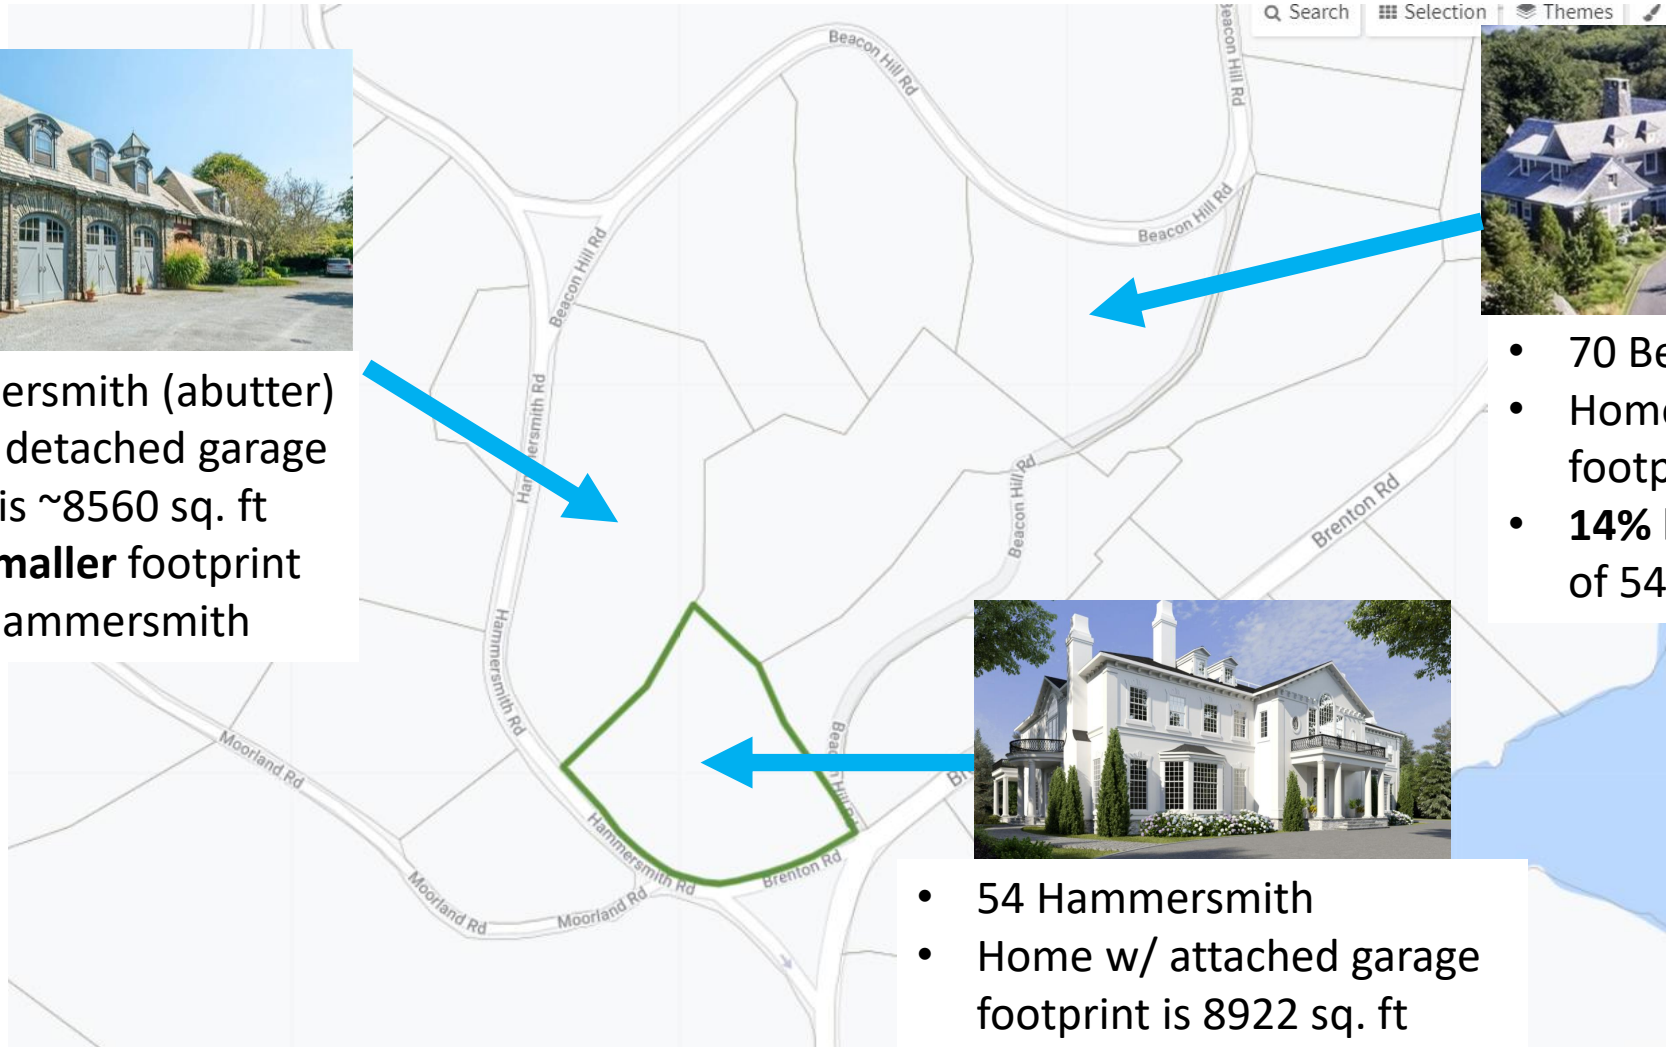 Search Selection Themes
Beacon Hill Rd
Beacon Hill Rd
Beacon Hill Rd
Beacon Hill Rd
Hammersmith Rd
Beacon Hill Rd
Brenton Rd
Hammersmith Rd
Moorland Rd
Hammersmith Rd
Brenton Rd
Moorland Rd
Moorland Rd
ersmith (abutter)
detached garage
is ~8560 sq. ft
maller footprint
ammersmith
• 70 Be
• Home
footp
• 14%
of 54
• 54 Hammersmith
• Home w/ attached garage
footprint is 8922 sq. ft